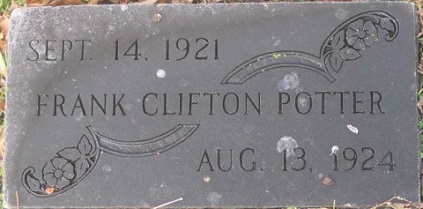 SEPT. 14, 1921
FRANK CLIFTON POTTER
AUG. 13, 1924